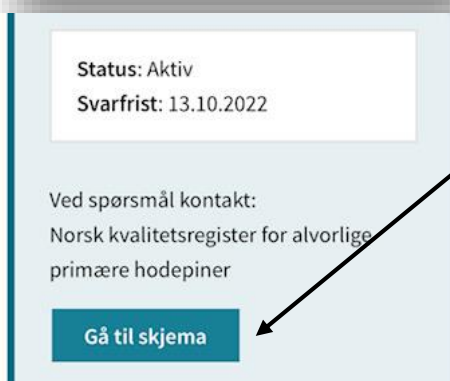 Status: Aktiv
Svarfrist: 13.10.2022
Ved spørsmål kontakt:
Norsk kvalitetsregister for alvorlige
primære hodepiner
Gå til skjema